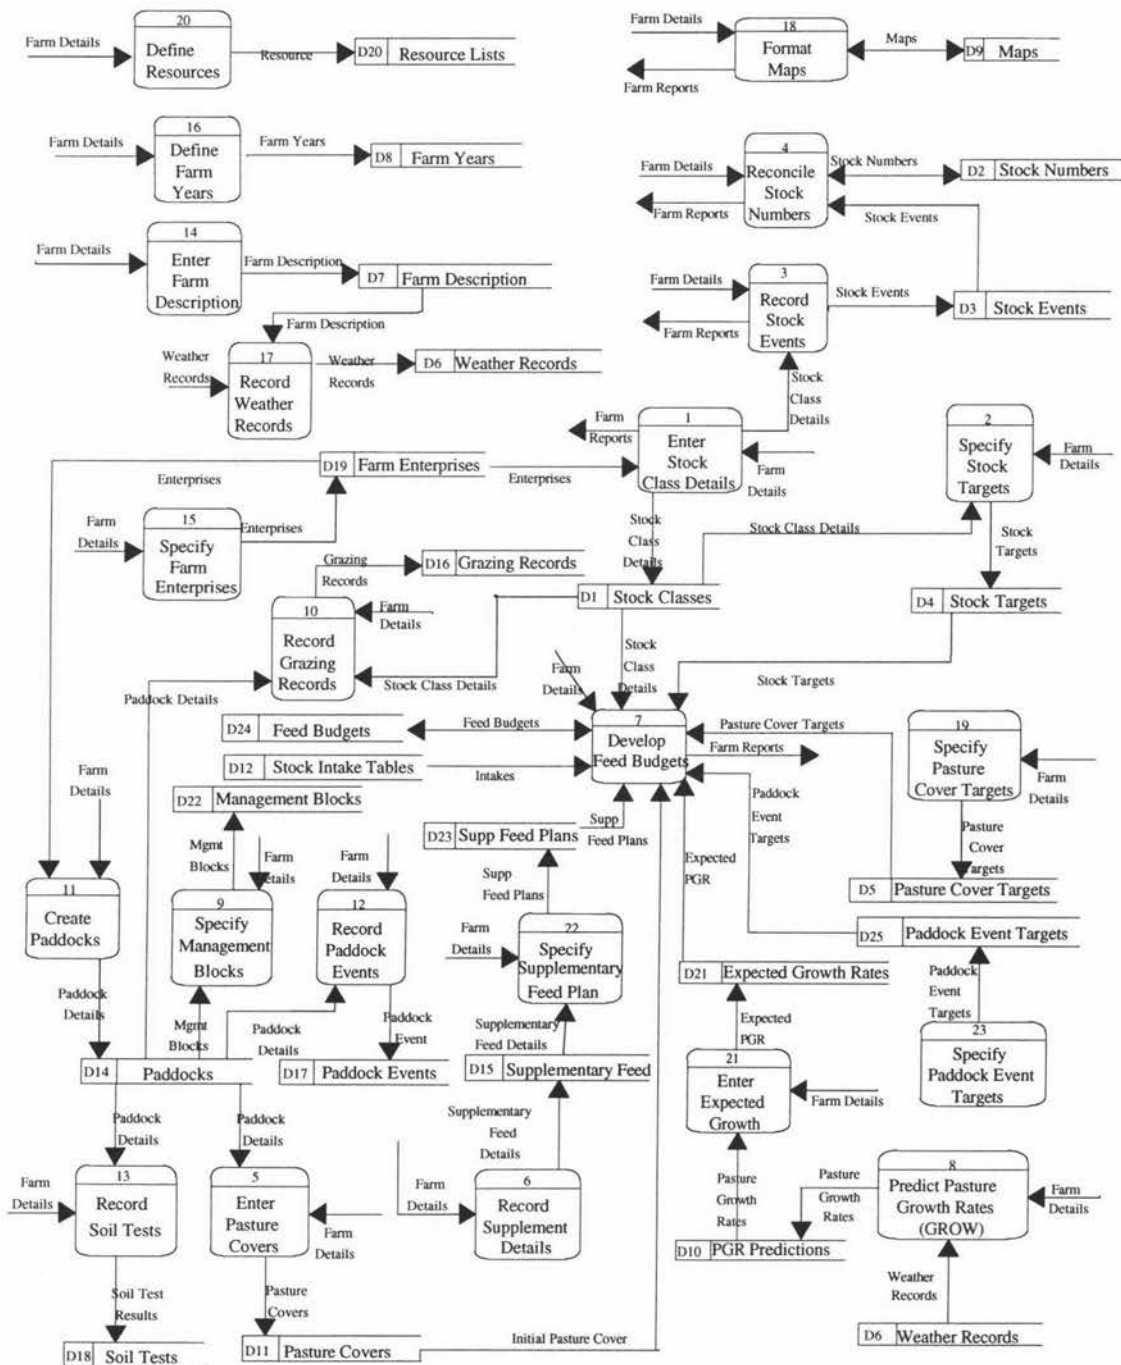 20
Define
Resources
Farm Details
Resource
D20 Resource Lists
Farm Details
18
Format
Maps
Maps
D9 Maps
Farm Reports
16
Define
Farm
Years
Farm Details
Farm Years
D8 Farm Years
4
Reconcile
Stock
Numbers
Farm Details
Stock Numbers
D2 Stock Numbers
Farm Reports
Stock Events
14
Enter
Farm
Description
Farm Details
Farm Description
D7 Farm Description
Farm Description
3
Record
Stock
Events
Farm Details
Stock Events
D3 Stock Events
Farm Reports
Weather
Records
17
Record
Weather
Records
Weather
Records
D6 Weather Records
Stock
Class
Details
Farm
Reports
1
Enter
Stock
Class Details
Farm
Details
2
Specify
Stock
Targets
Farm
Details
D19 Farm Enterprises
Enterprises
Enterprises
Farm
Details
15
Specify
Farm
Enterprises
Enterprises
Stock
Class
Details
Stock Class Details
Stock
Targets
Grazing
Records
D16 Grazing Records
D1 Stock Classes
D4 Stock Targets
10
Record
Grazing
Records
Farm
Details
Stock Class Details
Paddock Details
Stock
Class
Details
Farm
Details
Stock Targets
D24 Feed Budgets
Feed Budgets
7
Develop
Feed Budgets
Pasture Cover Targets
Farm Reports
19
Specify
Pasture
Cover Targets
Farm
Details
D12 Stock Intake Tables
Intakes
Farm
Details
D22 Management Blocks
Paddock
Event
Targets
Pasture
Cover
Targets
D23 Supp Feed Plans
Supp
Feed Plans
Mgmt
Blocks
Farm
Details
Farm
Details
Supp
Feed Plans
Expected
PGR
D5 Pasture Cover Targets
11
Create
Paddocks
9
Specify
Management
Blocks
12
Record
Paddock
Events
Farm
Details
22
Specify
Supplementary
Feed Plan
D25 Paddock Event Targets
D21 Expected Growth Rates
Paddock
Details
Mgmt
Blocks
Paddock
Details
Paddock
Event
Supplementary
Feed Details
Expected
PGR
Paddock
Event
Targets
D14 Paddocks
D17 Paddock Events
D15 Supplementary Feed
21
Enter
Expected
Growth
Farm Details
23
Specify
Paddock Event
Targets
Paddock
Details
Paddock
Details
Supplementary
Feed
Details
Farm
Details
13
Record
Soil Tests
5
Enter
Pasture
Covers
Farm
Details
Farm
Details
6
Record
Supplement
Details
Pasture
Growth
Rates
Pasture
Growth
Rates
8
Predict Pasture
Growth Rates
(GROW)
Farm
Details
D10 PGR Predictions
Soil Test
Results
Pasture
Covers
Weather
Records
D18 Soil Tests
D11 Pasture Covers
Initial Pasture Cover
D6 Weather Records